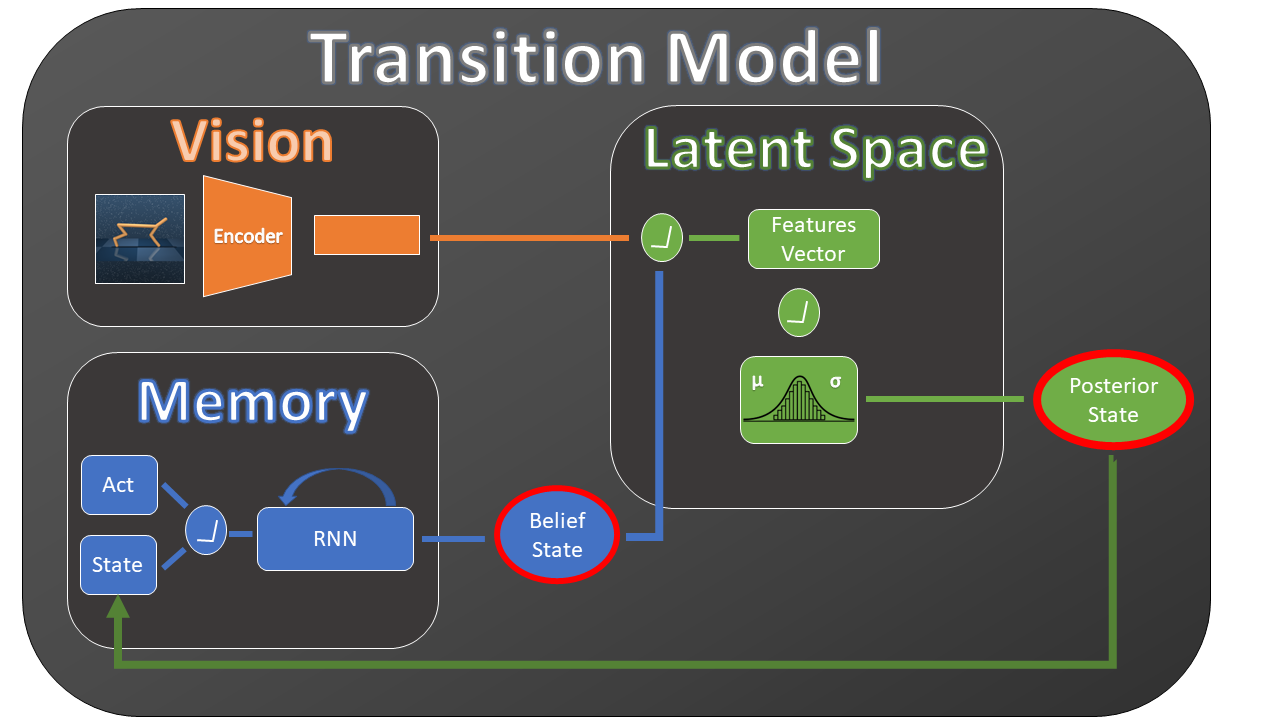 Transition Model
Vision
Encoder
Latent Space
Features
Vector
μ σ
Posterior
State
Memory
Act
State
RNN
Belief
State